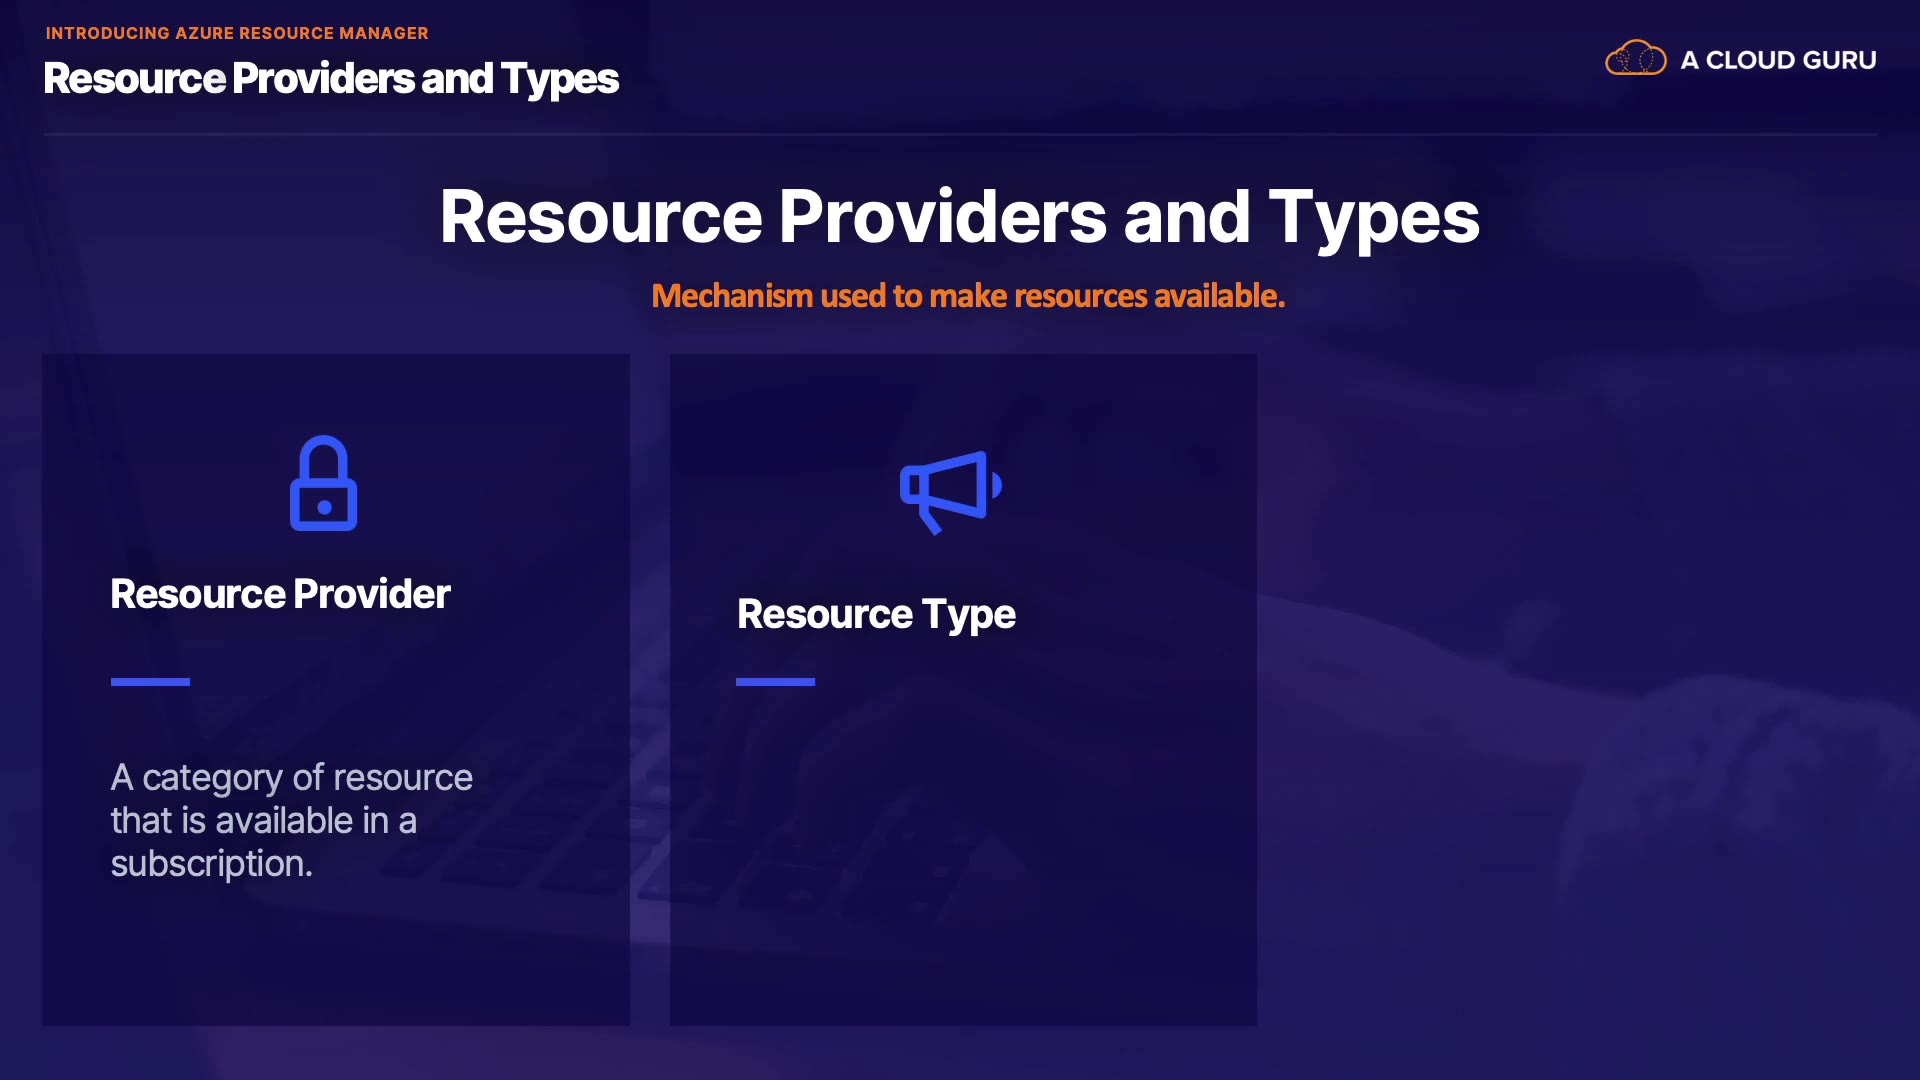 INTRODUCING AZURE RESOURCE MANAGER
Resource Providers and Types
A CLOUD GURU
Resource Providers and Types
Mechanism used to make resources available.
Resource Provider
A category of resource
that is available in a
subscription.
Resource Type